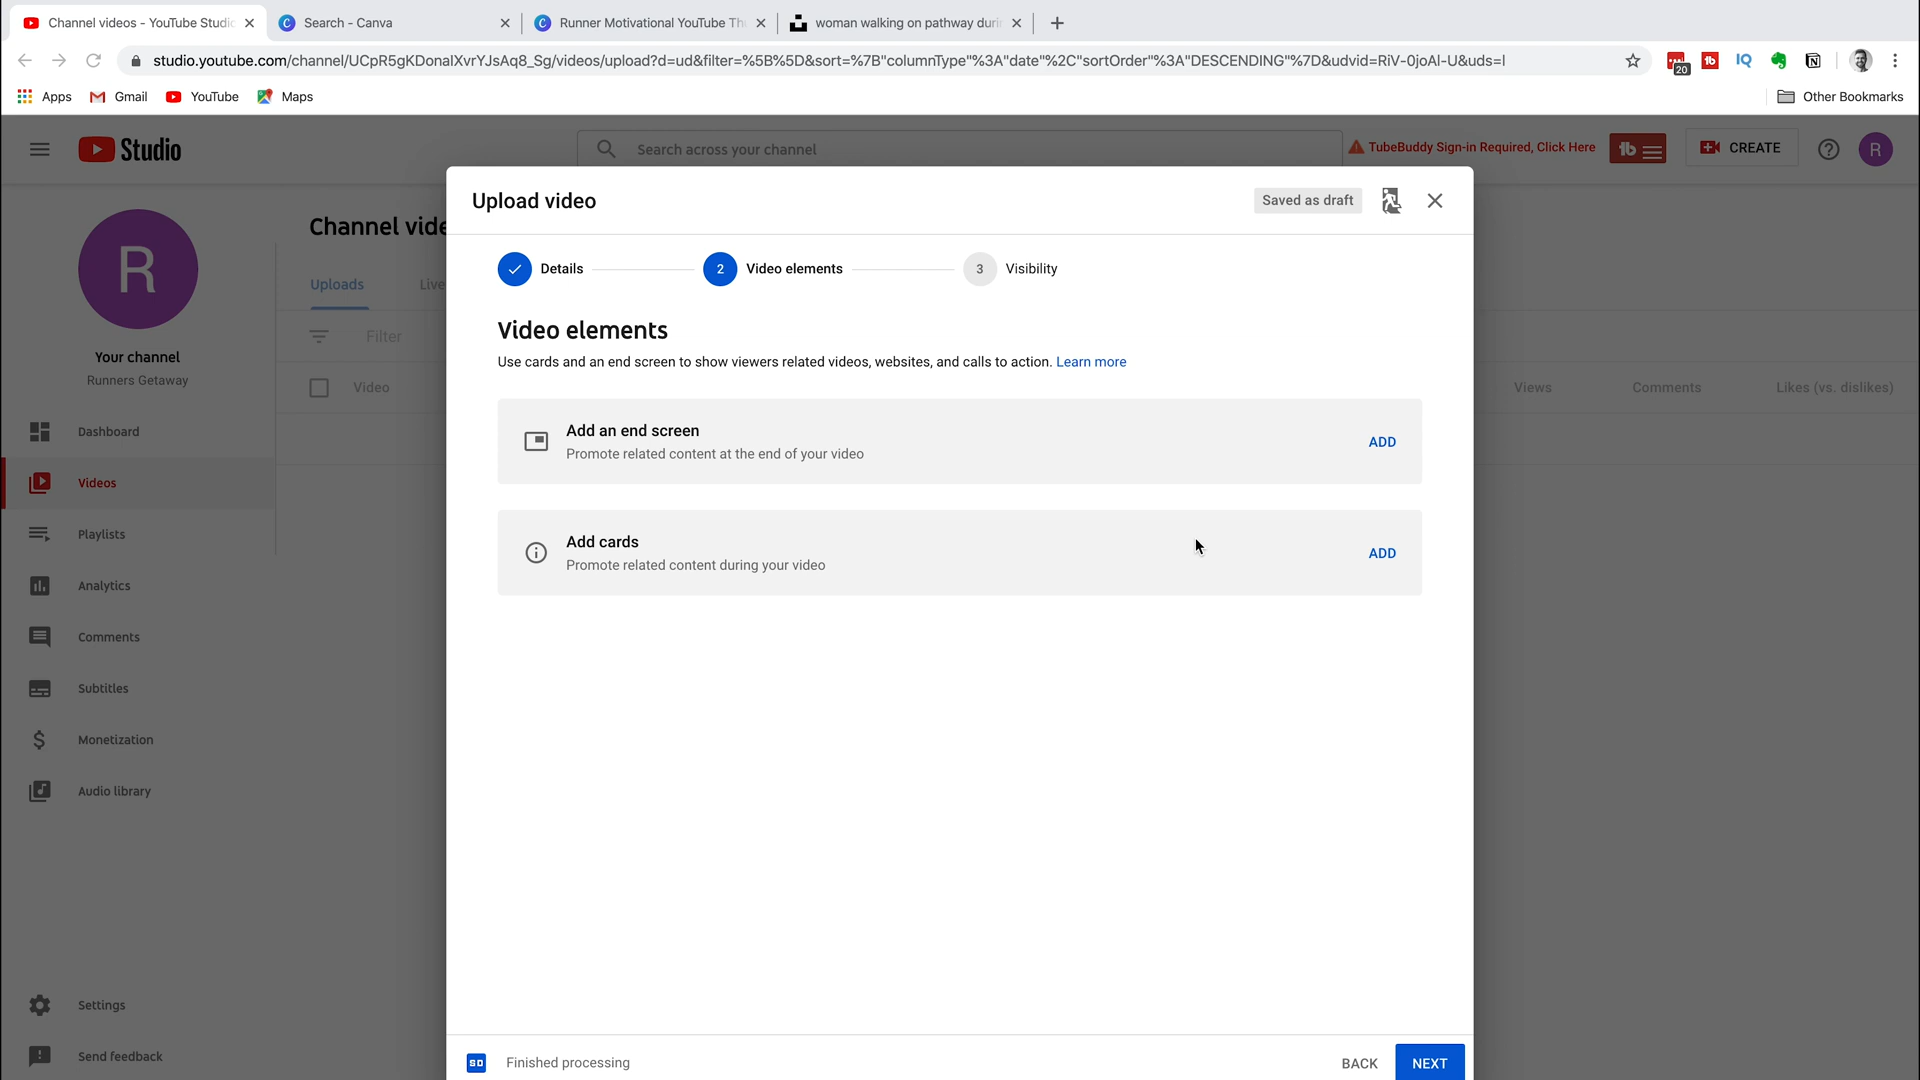 Channel videos - YouTube Studio
Search - Canva
Runner Motivational YouTube Th
woman walking on pathway duri
studio.youtube.com/channel/UCpR5gKDonaIXvrYJsAq8_Sg/videos/upload?d=ud&filter=%5B%5D&sort=%7B"columnType"%3A"date"%2C"sortOrder"%3A"DESCENDING"%7D&udvid=RiV-0joAl-U&uds=l
20
Apps
Gmail
YouTube
Maps
Other Bookmarks
Studio
Search across your channel
TubeBuddy Sign-in Required, Click Here
CREATE
R
R
Your channel
Runners Getaway
Dashboard
Videos
Playlists
Analytics
Comments
Subtitles
Monetization
Audio library
Settings
Send feedback
Channel vide
Uploads
Live
Filter
Video
Views
Comments
Likes (vs. dislikes)
Upload video
Saved as draft
Details
2
Video elements
3
Visibility
Video elements
Use cards and an end screen to show viewers related videos, websites, and calls to action. Learn more
Add an end screen
Promote related content at the end of your video
ADD
Add cards
Promote related content during your video
ADD
SD
Finished processing
BACK
NEXT